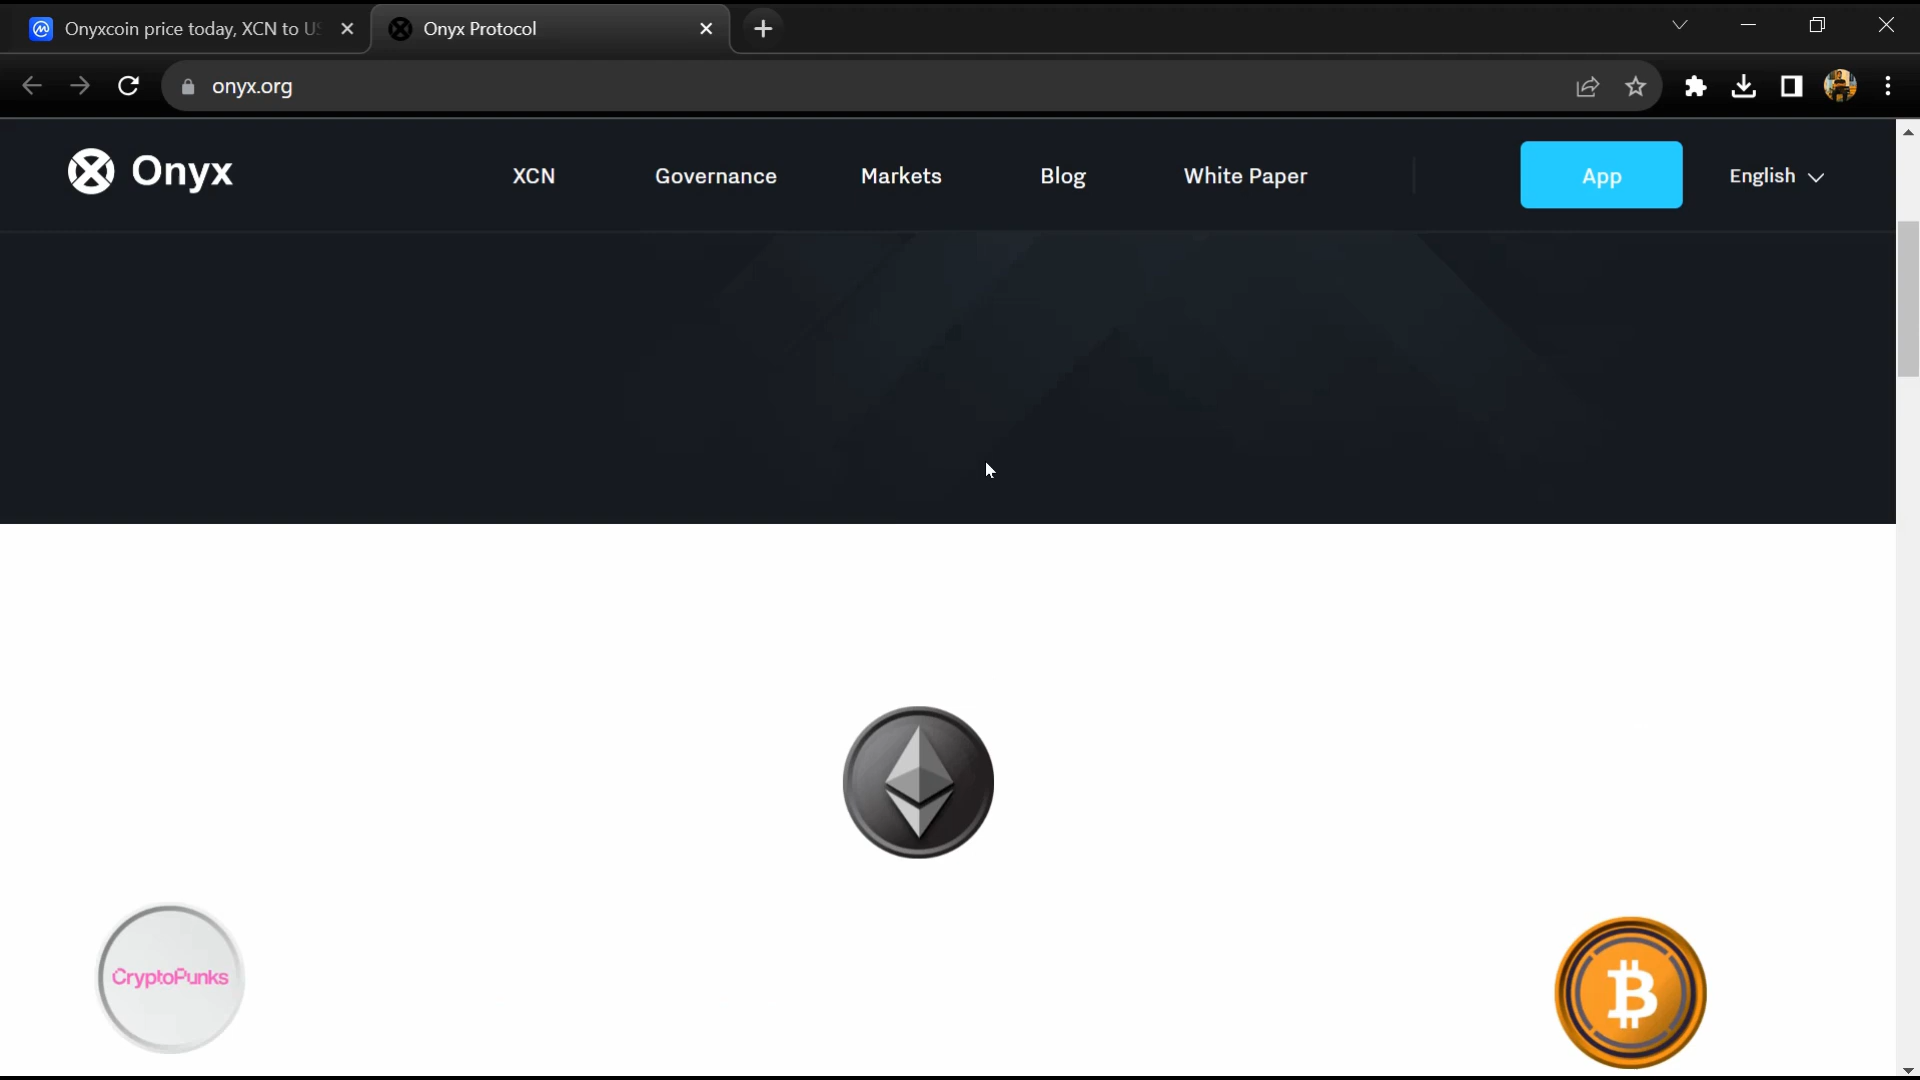 Onyxcoin price today, XCN to US
Onyx Protocol
onyx.org
Onyx
XCN
Governance
Markets
Blog
White Paper
App
English
CryptoPunks